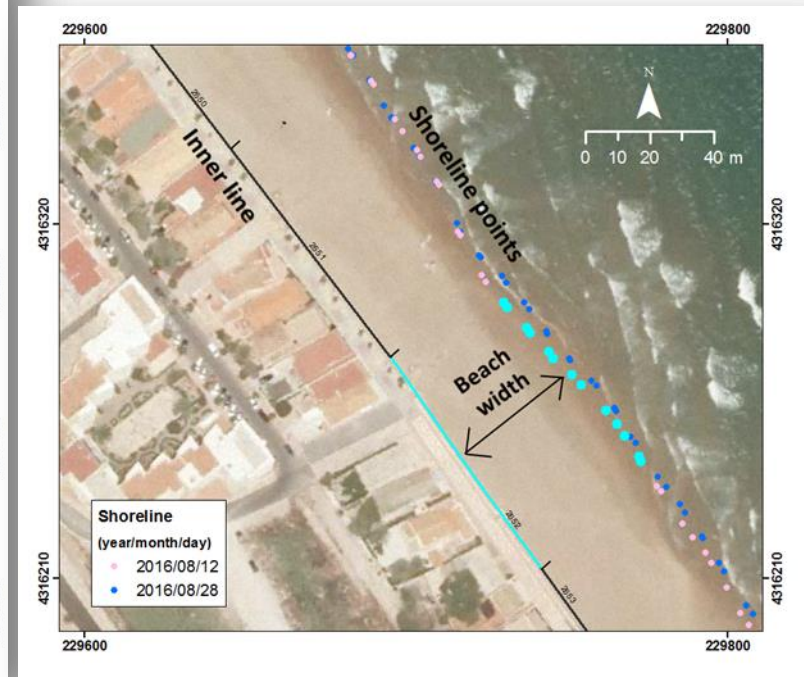 229600
229800
N
0 10 20 40 m
2650
Inner line
Shoreline points
4316320
4316320
2651
Beach
width
2652
2653
Shoreline
(year/month/day)
2016/08/12
2016/08/28
4316210
4316210
229600
229800